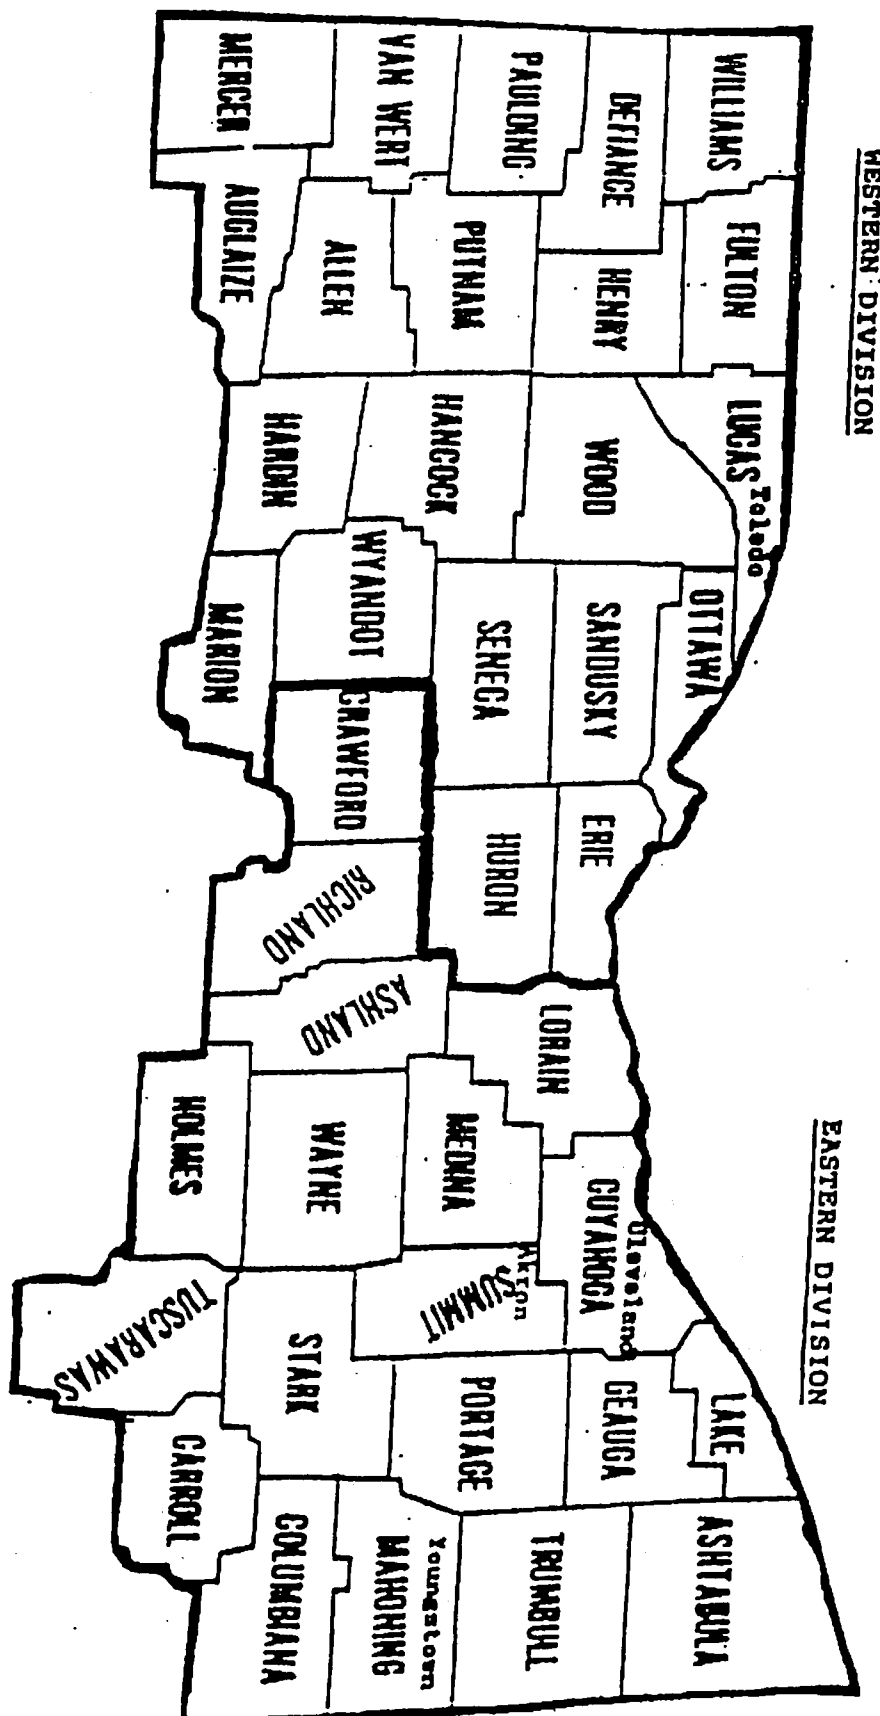 WESTERN DIVISION
EASTERN DIVISION
WILLIAMS
FULTON
LUCAS
Toledo
OTTAWA
DEFIANCE
HENRY
WOOD
SANDUSKY
ERIE
PAULDING
PUTNAM
HANCOCK
SENECA
HURON
VAN WERT
ALLEN
HARDIN
WYANDOT
CRAWFORD
MERCER
AUGLAIZE
MARION
RICHLAND
ASHLAND
LORAIN
MEDINA
WAYNE
HOLMES
CUYAHOGA
Cleveland
Akron
SUMMIT
STARK
TUSCARAWAS
LAKE
GEAUGA
PORTAGE
CARROLL
ASHTABULA
TRUMBULL
Youngstown
MAHONING
COLUMBIANA